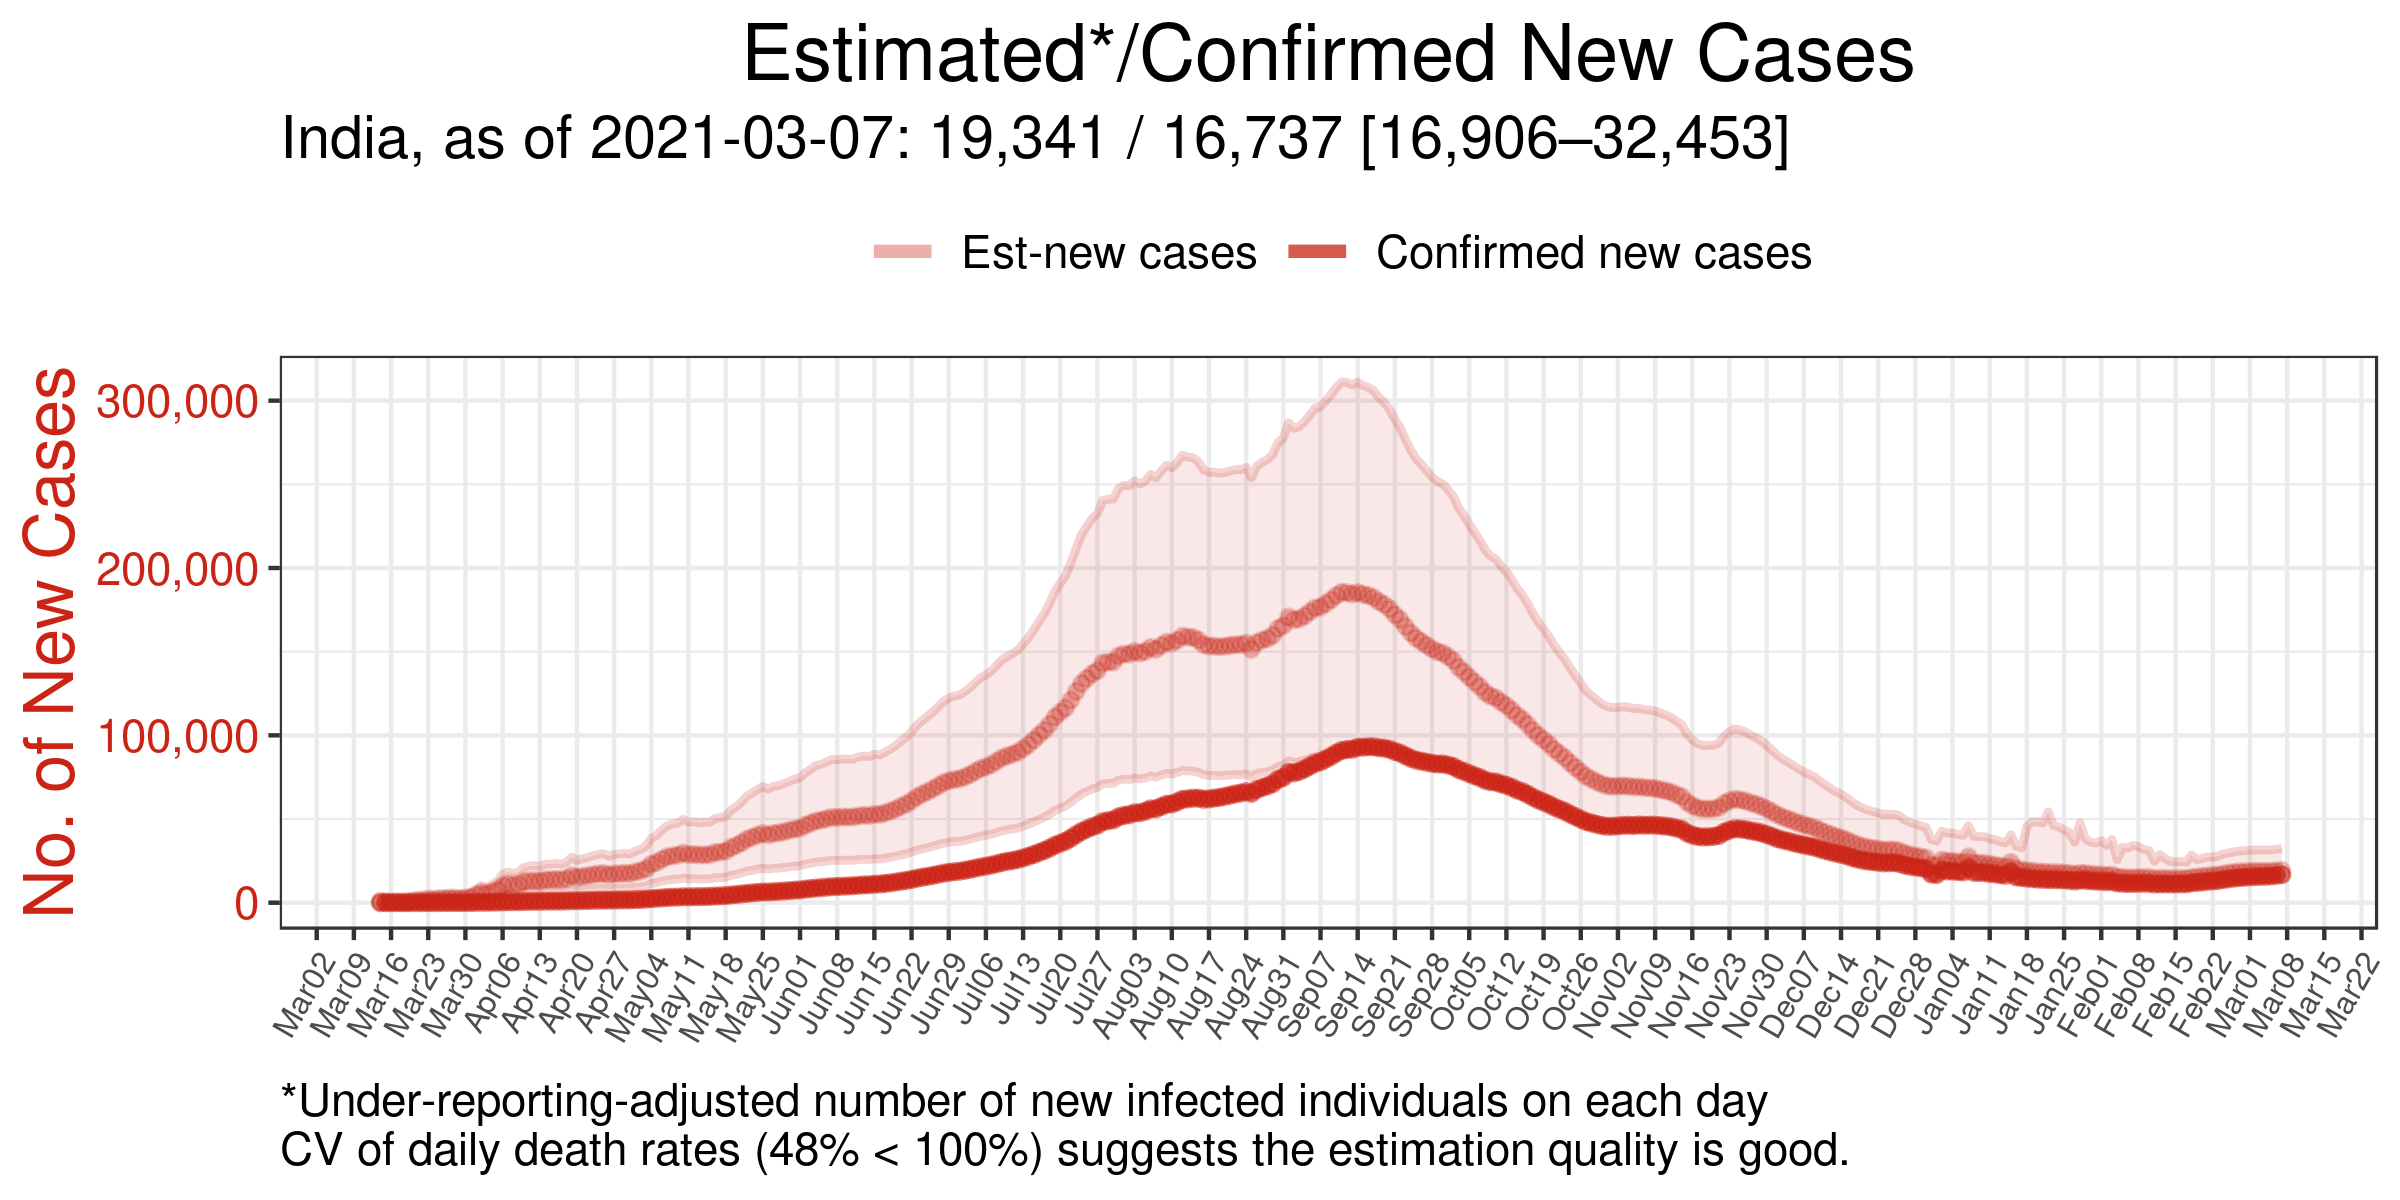 Estimated*/Confirmed New Cases
India, as of 2021-03-07: 19,341 / 16,737 [16,906–32,453]
Est-new cases Confirmed new cases
No. of New Cases
300,000
200,000
100,000
0
Mar02 Mar09 Mar16 Mar23 Mar30 Apr06 Apr13 Apr20 Apr27 May04 May11 May18 May25 Jun01 Jun08 Jun15 Jun22 Jun29 Jul06 Jul13 Jul20 Jul27 Aug03 Aug10 Aug17 Aug24 Aug31 Sep07 Sep14 Sep21 Sep28 Oct05 Oct12 Oct19 Oct26 Nov02 Nov09 Nov16 Nov23 Nov30 Dec07 Dec14 Dec21 Dec28 Jan04 Jan11 Jan18 Jan25 Feb01 Feb08 Feb15 Feb22 Mar01 Mar08 Mar15 Mar22
*Under-reporting-adjusted number of new infected individuals on each day
CV of daily death rates (48% < 100%) suggests the estimation quality is good.